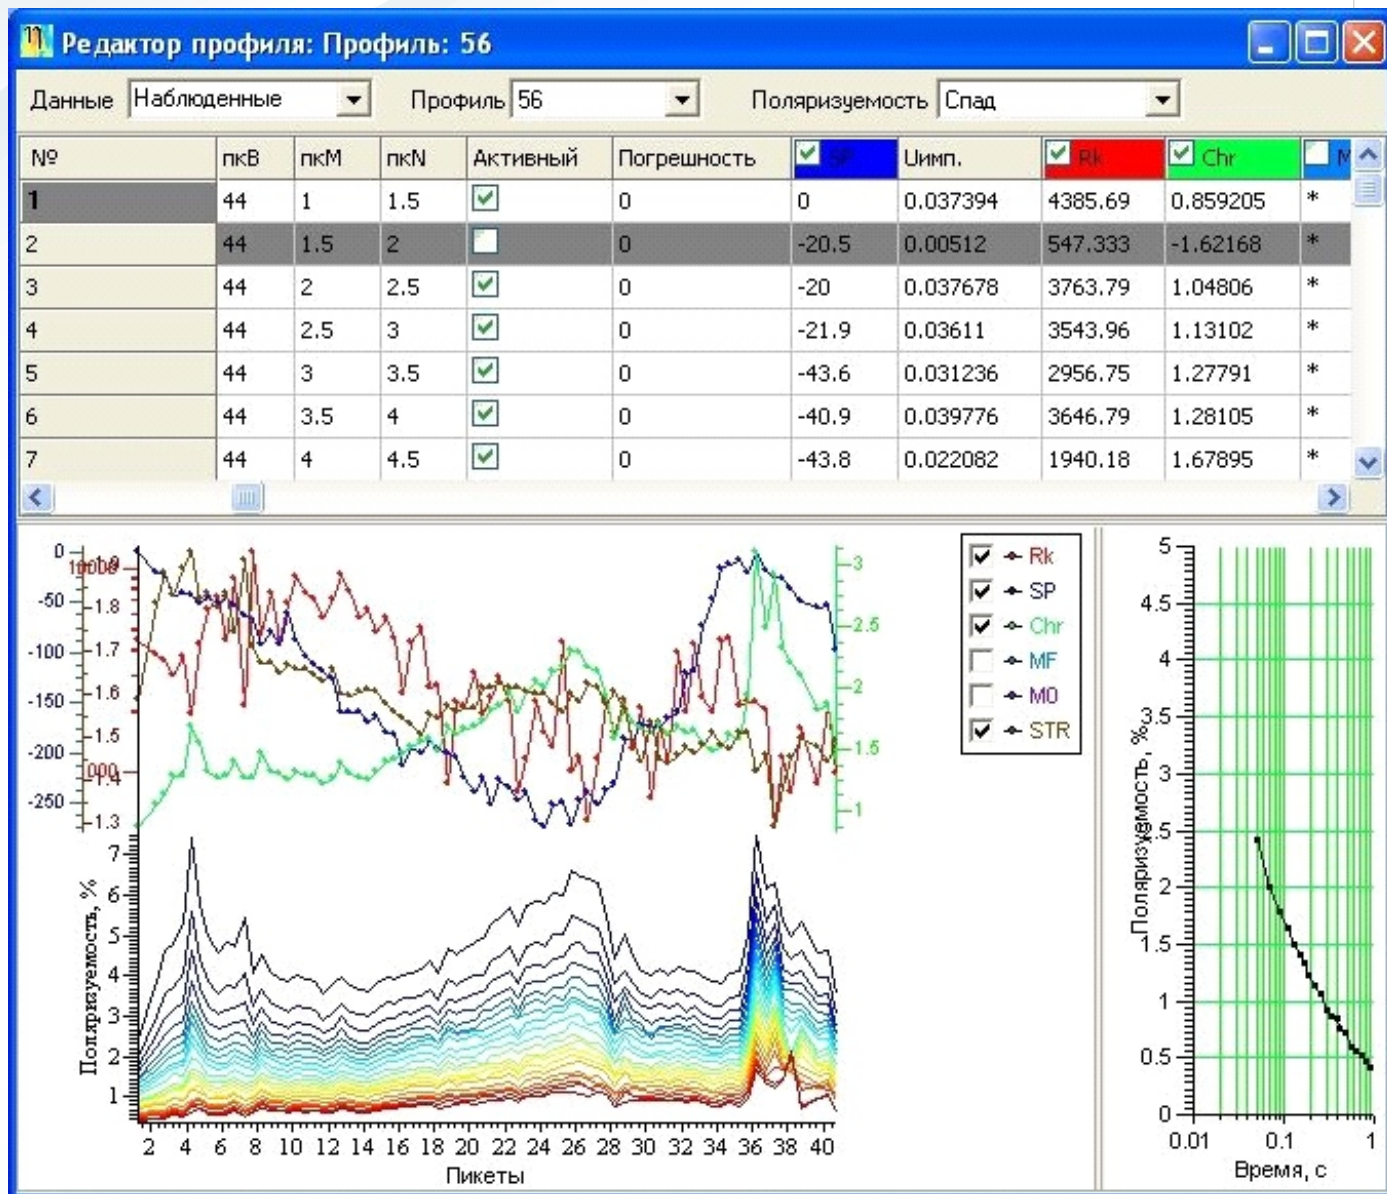 Редактор профиля: Профиль: 56
Данные Наблюденные Профиль 56 Поляризуемость Спад
№ пкВ пкМ пкN Активный Погрешность SP Uимп. Rk Chr M
1 44 1 1.5 0 0 0.037394 4385.69 0.859205 *
2 44 1.5 2 0 -20.5 0.00512 547.333 -1.62168 *
3 44 2 2.5 0 -20 0.037678 3763.79 1.04806 *
4 44 2.5 3 0 -21.9 0.03611 3543.96 1.13102 *
5 44 3 3.5 0 -43.6 0.031236 2956.75 1.27791 *
6 44 3.5 4 0 -40.9 0.039776 3646.79 1.28105 *
7 44 4 4.5 0 -43.8 0.022082 1940.18 1.67895 *
0
-50
-100
-150
-200
-250
1.8
1.7
1.6
1.5
1.4
1.3
3
2.5
2
1.5
1
Rk
SP
Chr
MF
M0
STR
Поляризуемость, %
7
6
5
4
3
2
1
2 4 6 8 10 12 14 16 18 20 22 24 26 28 30 32 34 36 38 40
Пикеты
Поляризуемость, %
5
4.5
4
3.5
3
2.5
2
1.5
1
0.5
0
0.01 0.1 1
Время, с